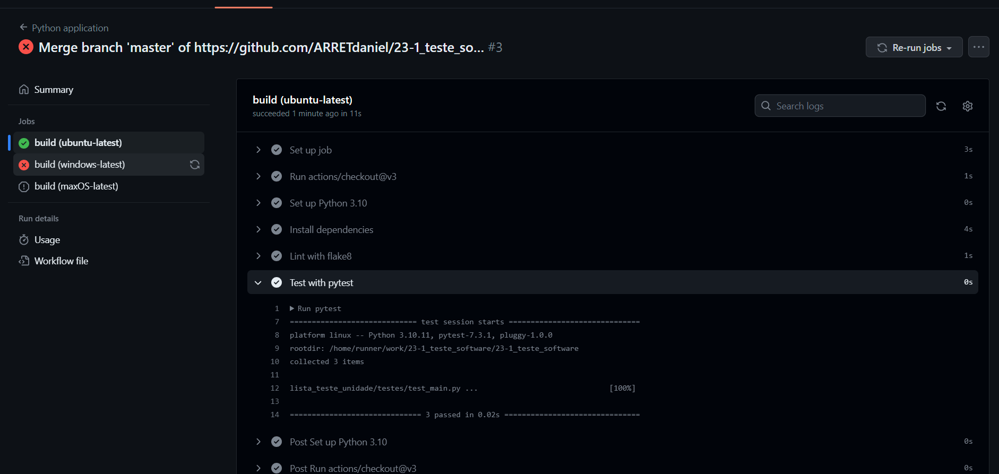 Python application
Merge branch 'master' of https://github.com/ARRETdaniel/23-1_teste_so... #3
Re-run jobs
Summary
Jobs
build (ubuntu-latest)
build (windows-latest)
build (maxOS-latest)
Run details
Usage
Workflow file
build (ubuntu-latest)
succeeded 1 minute ago in 11s
Search logs
Set up job 3s
Run actions/checkout@v3 1s
Set up Python 3.10 0s
Install dependencies 4s
Lint with flake8 1s
Test with pytest 0s
1 Run pytest
7 ============================= test session starts ==============================
8 platform linux -- Python 3.10.11, pytest-7.3.1, pluggy-1.0.0
9 rootdir: /home/runner/work/23-1_teste_software/23-1_teste_software
10 collected 3 items
11
12 lista_teste_unidade/testes/test_main.py ... [100%]
13
14 ============================== 3 passed in 0.02s ===============================
Post Set up Python 3.10 0s
Post Run actions/checkout@v3 0s